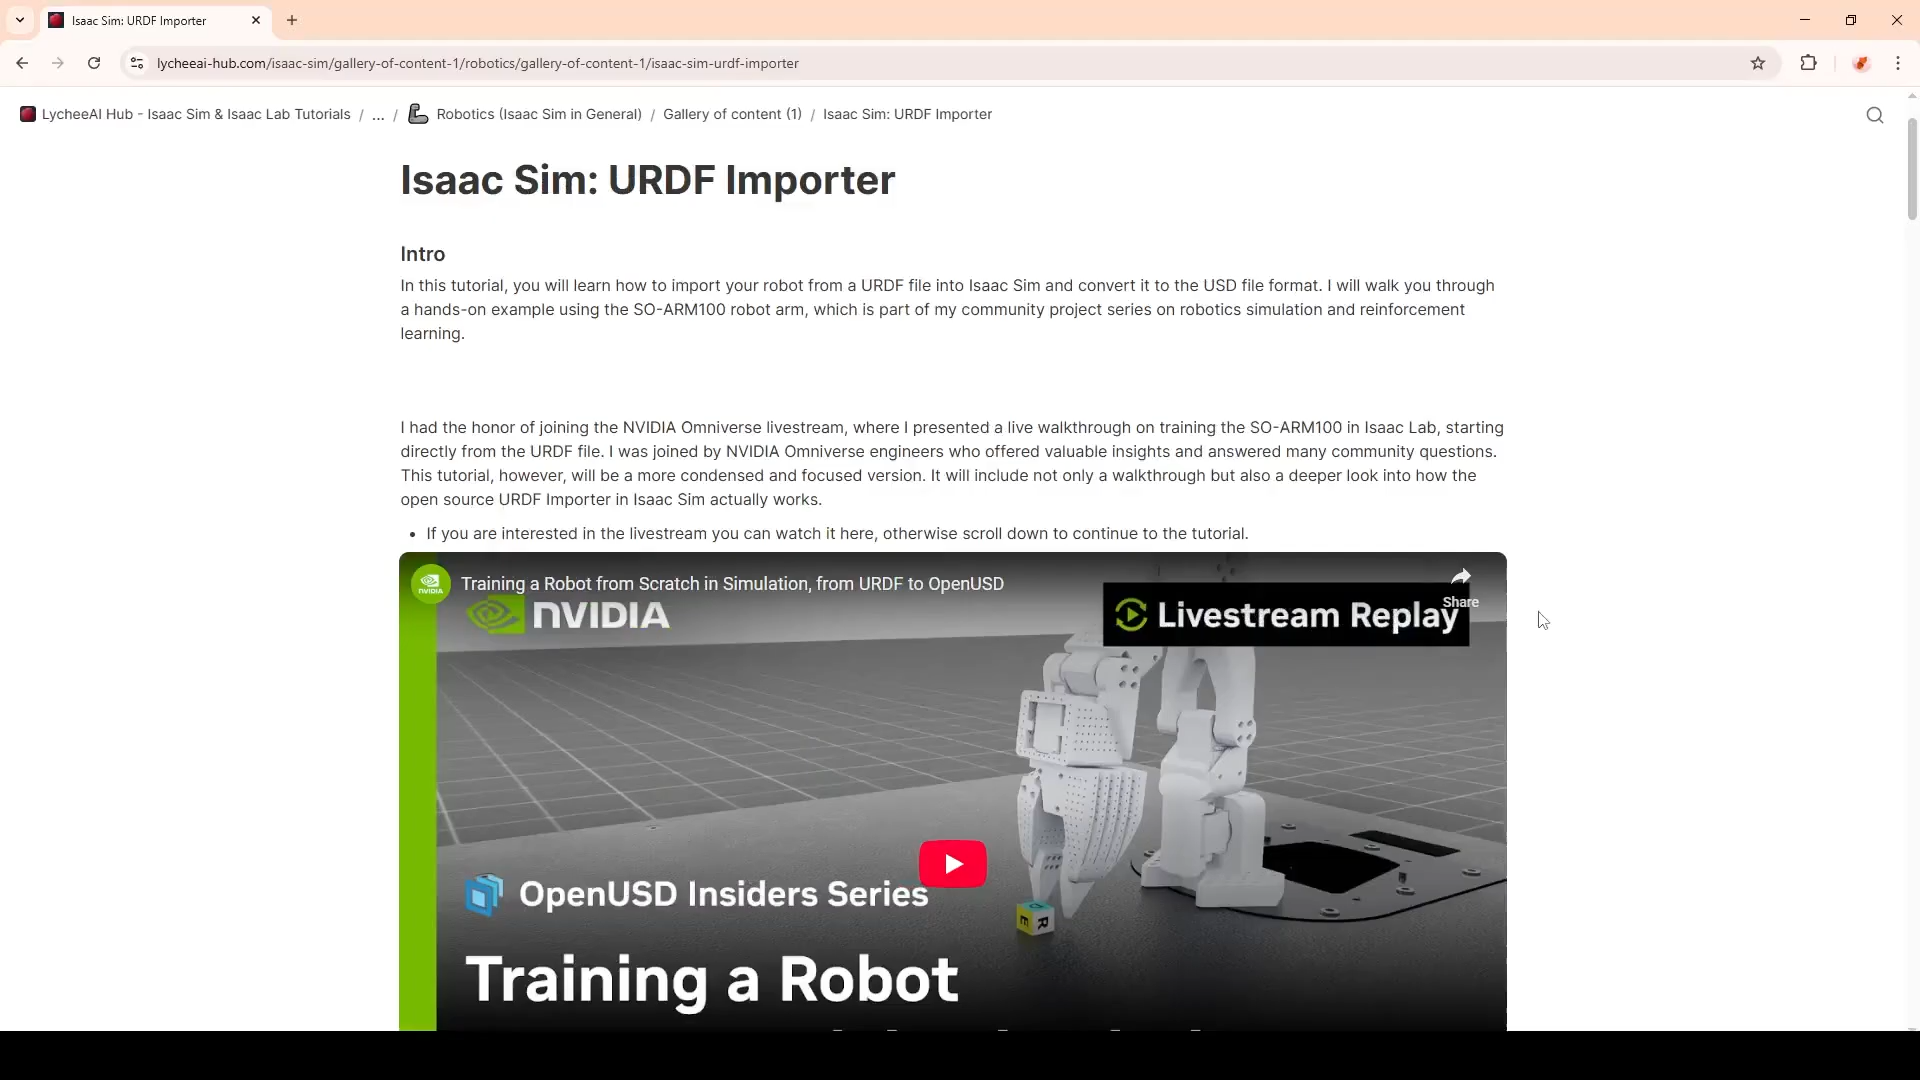 Isaac Sim: URDF Importer
lycheeai-hub.com/isaac-sim/gallery-of-content-1/robotics/gallery-of-content-1/isaac-sim-urdf-importer
LycheeAI Hub - Isaac Sim & Isaac Lab Tutorials / ... / Robotics (Isaac Sim in General) / Gallery of content (1) / Isaac Sim: URDF Importer
Isaac Sim: URDF Importer
Intro
In this tutorial, you will learn how to import your robot from a URDF file into Isaac Sim and convert it to the USD file format. I will walk you through
a hands-on example using the SO-ARM100 robot arm, which is part of my community project series on robotics simulation and reinforcement
learning.
I had the honor of joining the NVIDIA Omniverse livestream, where I presented a live walkthrough on training the SO-ARM100 in Isaac Lab, starting
directly from the URDF file. I was joined by NVIDIA Omniverse engineers who offered valuable insights and answered many community questions.
This tutorial, however, will be a more condensed and focused version. It will include not only a walkthrough but also a deeper look into how the
open source URDF Importer in Isaac Sim actually works.
• If you are interested in the livestream you can watch it here, otherwise scroll down to continue to the tutorial.
NVIDIA
Training a Robot from Scratch in Simulation, from URDF to OpenUSD
Share
NVIDIA
Livestream Replay
OpenUSD Insiders Series
E R
Training a Robot